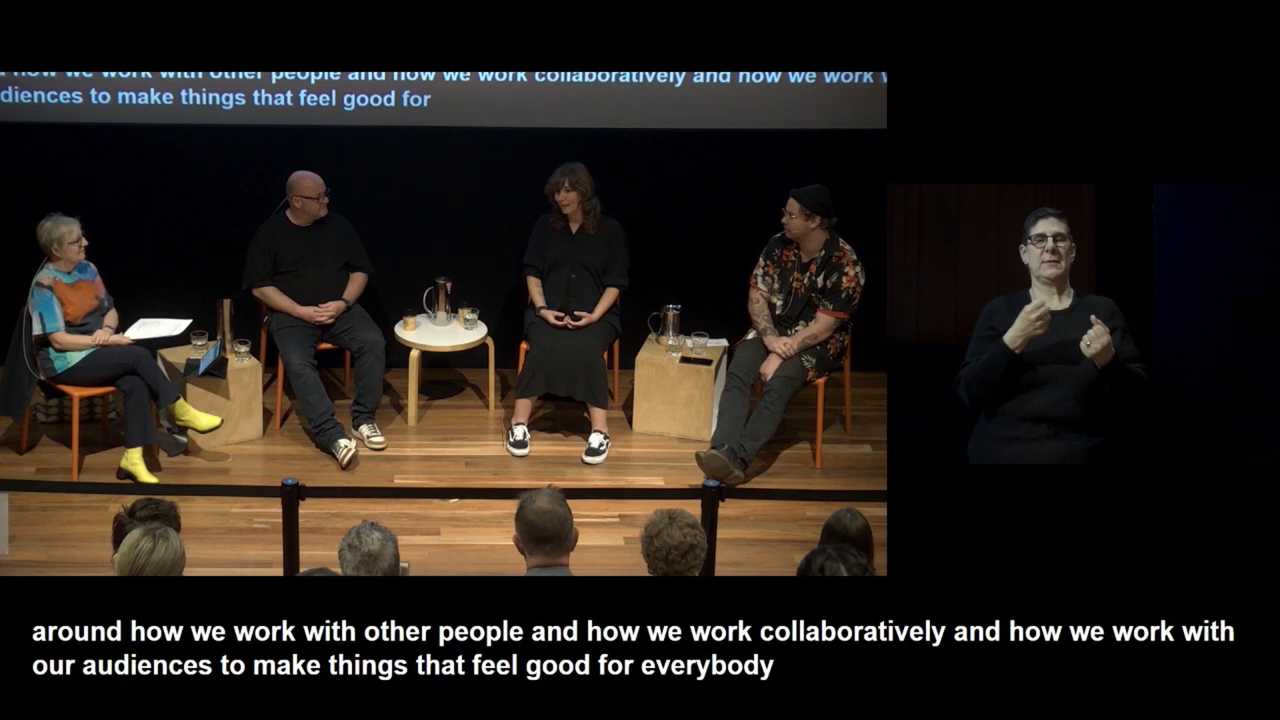 how we work with other people and how we work collaboratively and how we work
diences to make things that feel good for
around how we work with other people and how we work collaboratively and how we work with
our audiences to make things that feel good for everybody